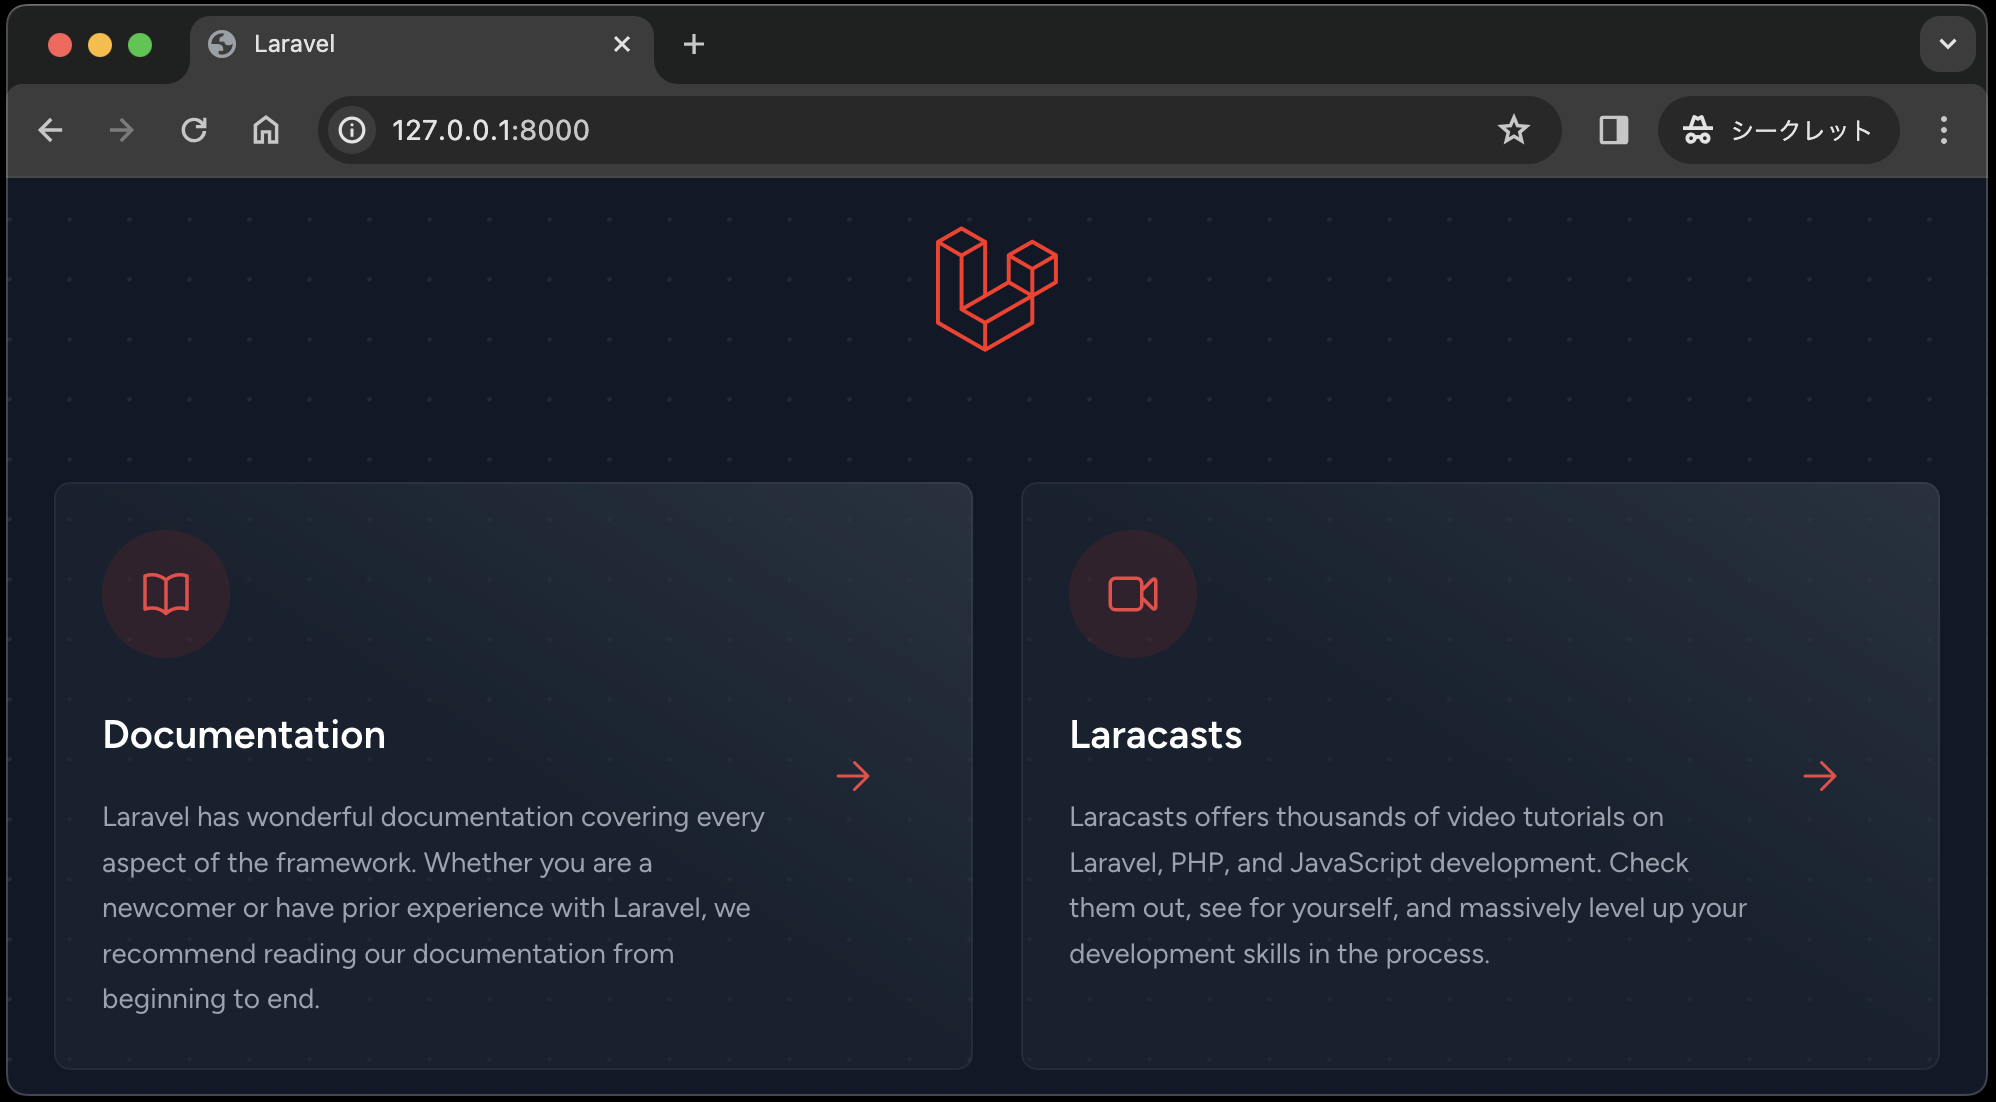 Laravel
127.0.0.1:8000
シークレット
Documentation
Laravel has wonderful documentation covering every
aspect of the framework. Whether you are a
newcomer or have prior experience with Laravel, we
recommend reading our documentation from
beginning to end.
Laracasts
Laracasts offers thousands of video tutorials on
Laravel, PHP, and JavaScript development. Check
them out, see for yourself, and massively level up your
development skills in the process.